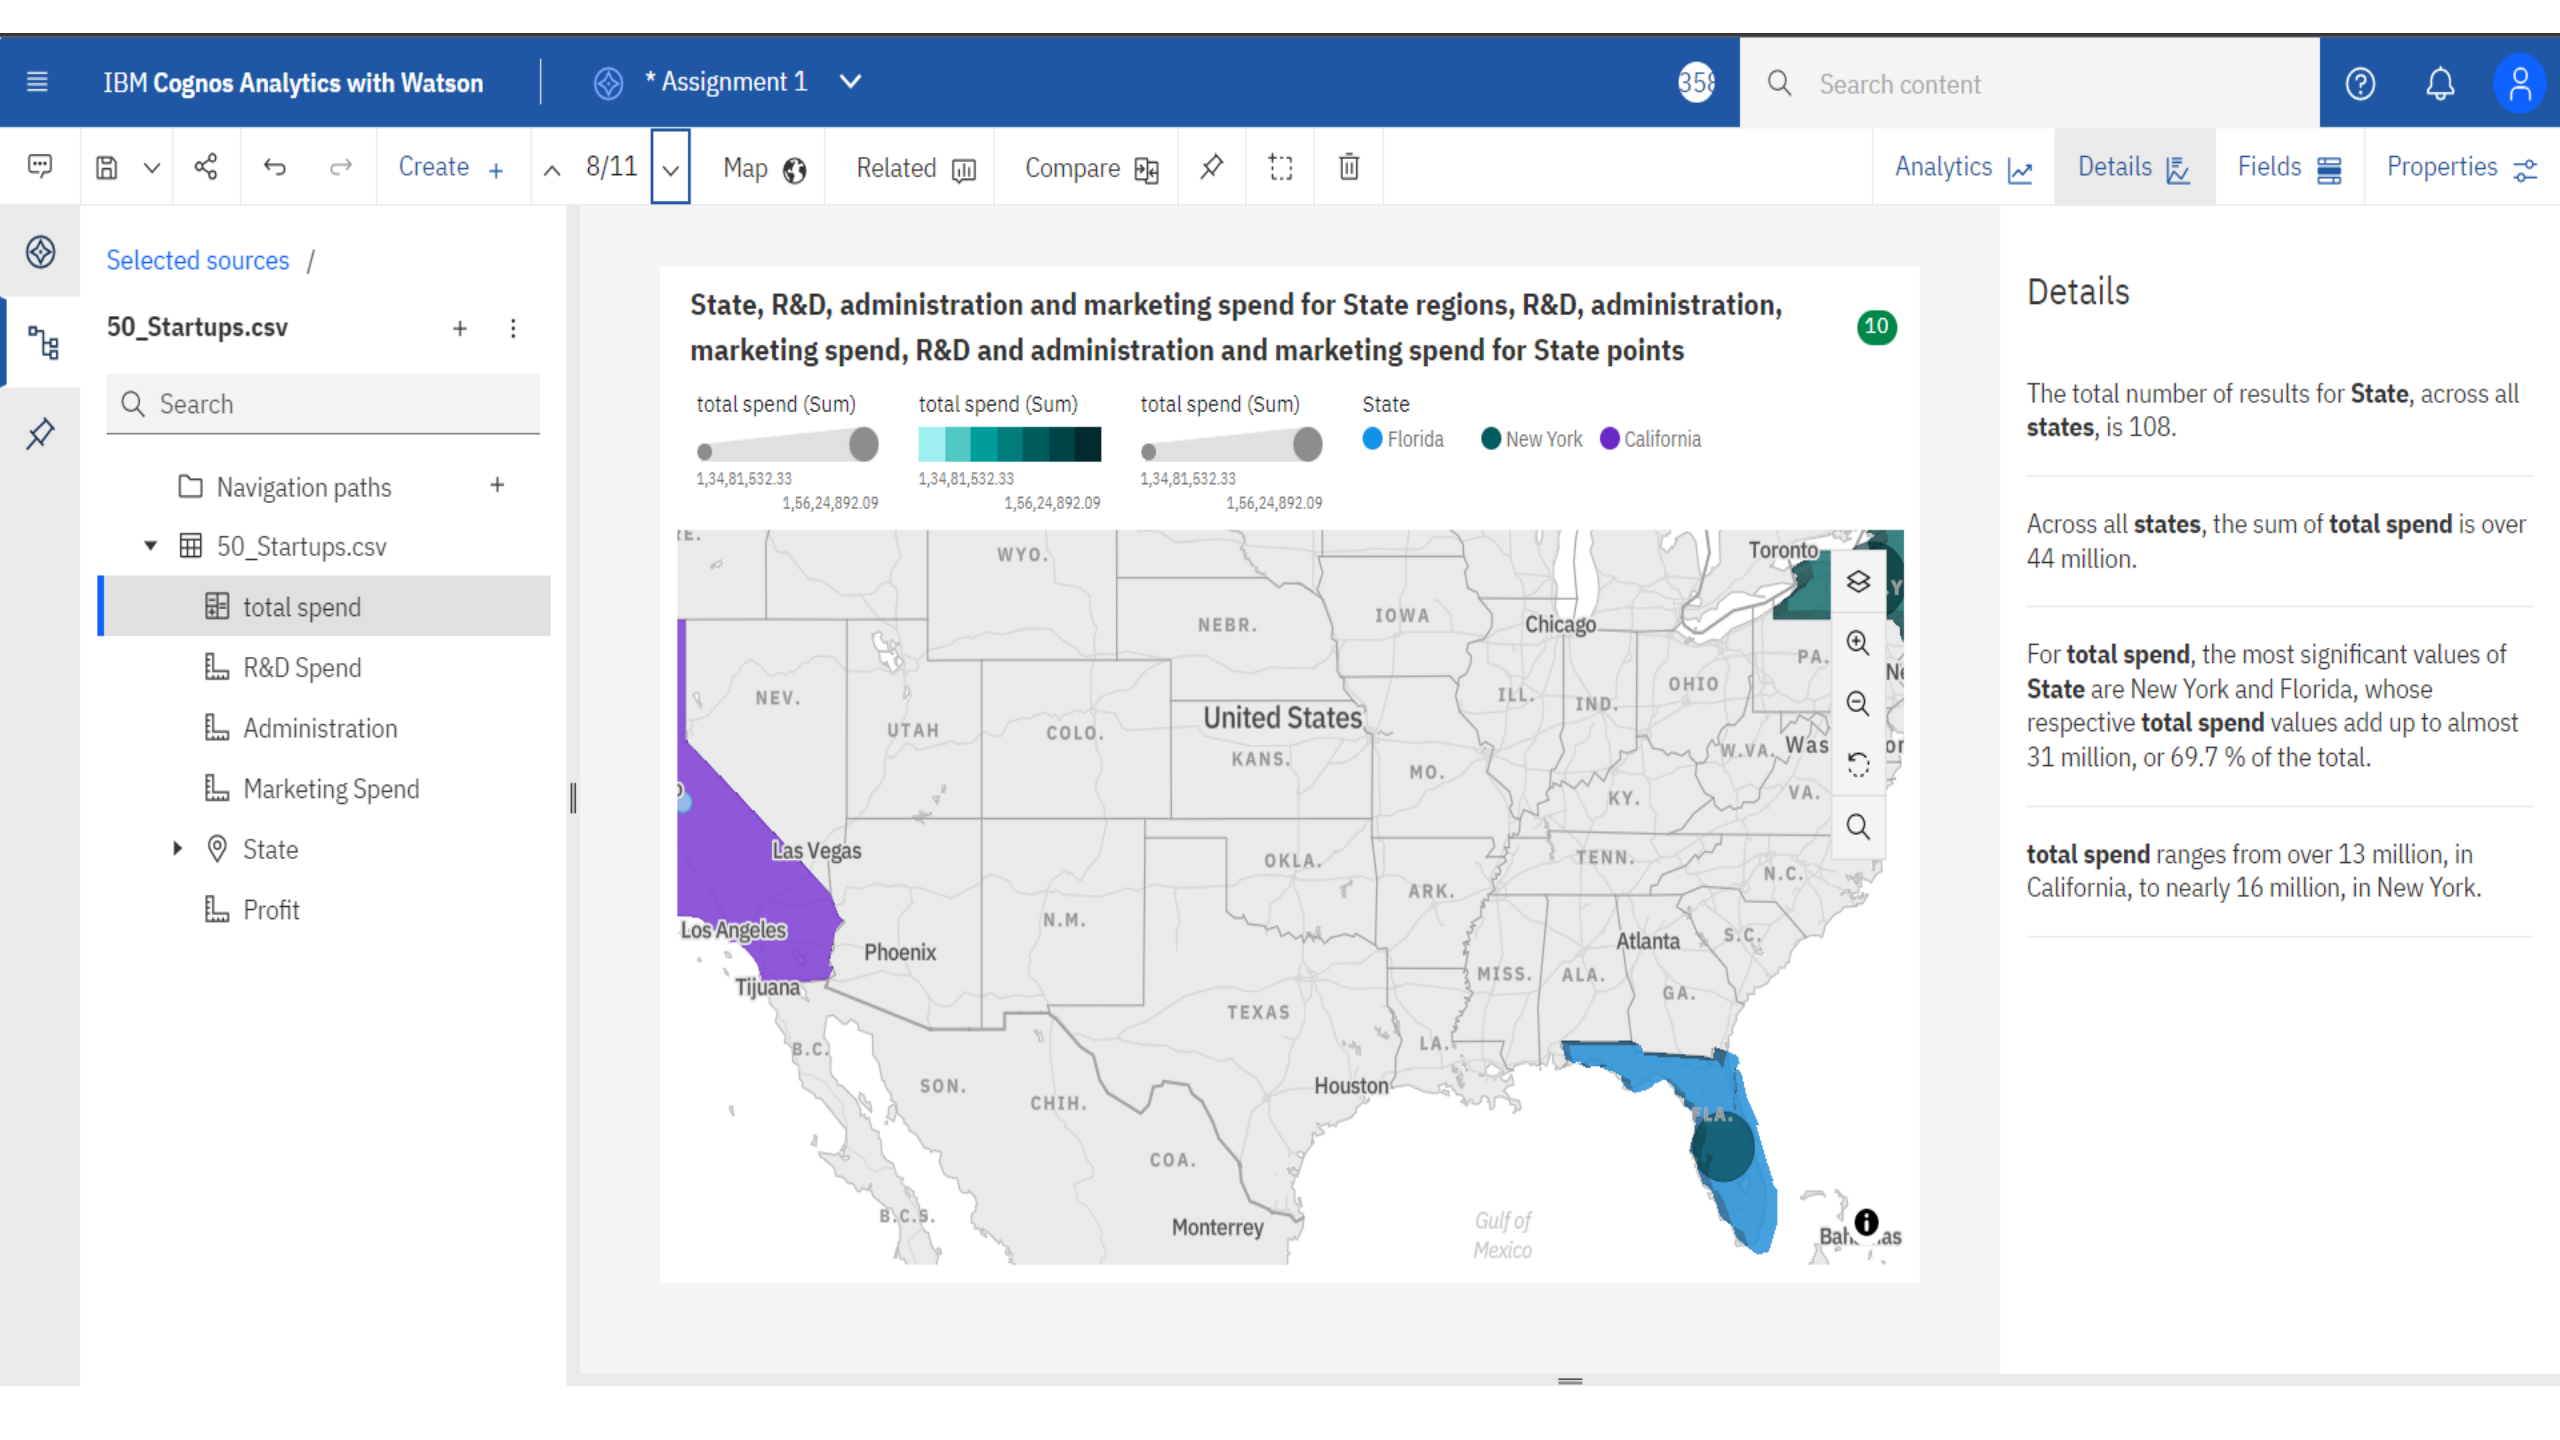 IBM Cognos Analytics with Watson
* Assignment 1
358
Search content
Create +
8/11
Map
Related
Compare
Analytics
Details
Fields
Properties
Selected sources /
50_Startups.csv
Search
Navigation paths
50_Startups.csv
total spend
R&D Spend
Administration
Marketing Spend
State
Profit
State, R&D, administration and marketing spend for State regions, R&D, administration,
marketing spend, R&D and administration and marketing spend for State points
10
total spend (Sum)
1,34,81,532.33
1,56,24,892.09
total spend (Sum)
1,34,81,532.33
1,56,24,892.09
total spend (Sum)
1,34,81,532.33
1,56,24,892.09
State
Florida New York California
WYO.
Toronto
NEBR.
IOWA
Chicago
PA.
NEV.
ILL.
IND.
OHIO
United States
UTAH
COLO.
KANS.
MO.
W.VA.
Was
KY.
VA.
Las Vegas
OKLA.
TENN.
ARK.
N.C.
Los Angeles
N.M.
Phoenix
Atlanta
S.C.
MISS.
ALA.
GA.
Tijuana
TEXAS
B.C.
LA.
SON.
Houston
CHIH.
FLA.
COA.
B.C.S.
Monterrey
Gulf of
Mexico
Bah as
Details
The total number of results for State, across all
states, is 108.
Across all states, the sum of total spend is over
44 million.
For total spend, the most significant values of
State are New York and Florida, whose
respective total spend values add up to almost
31 million, or 69.7 % of the total.
total spend ranges from over 13 million, in
California, to nearly 16 million, in New York.